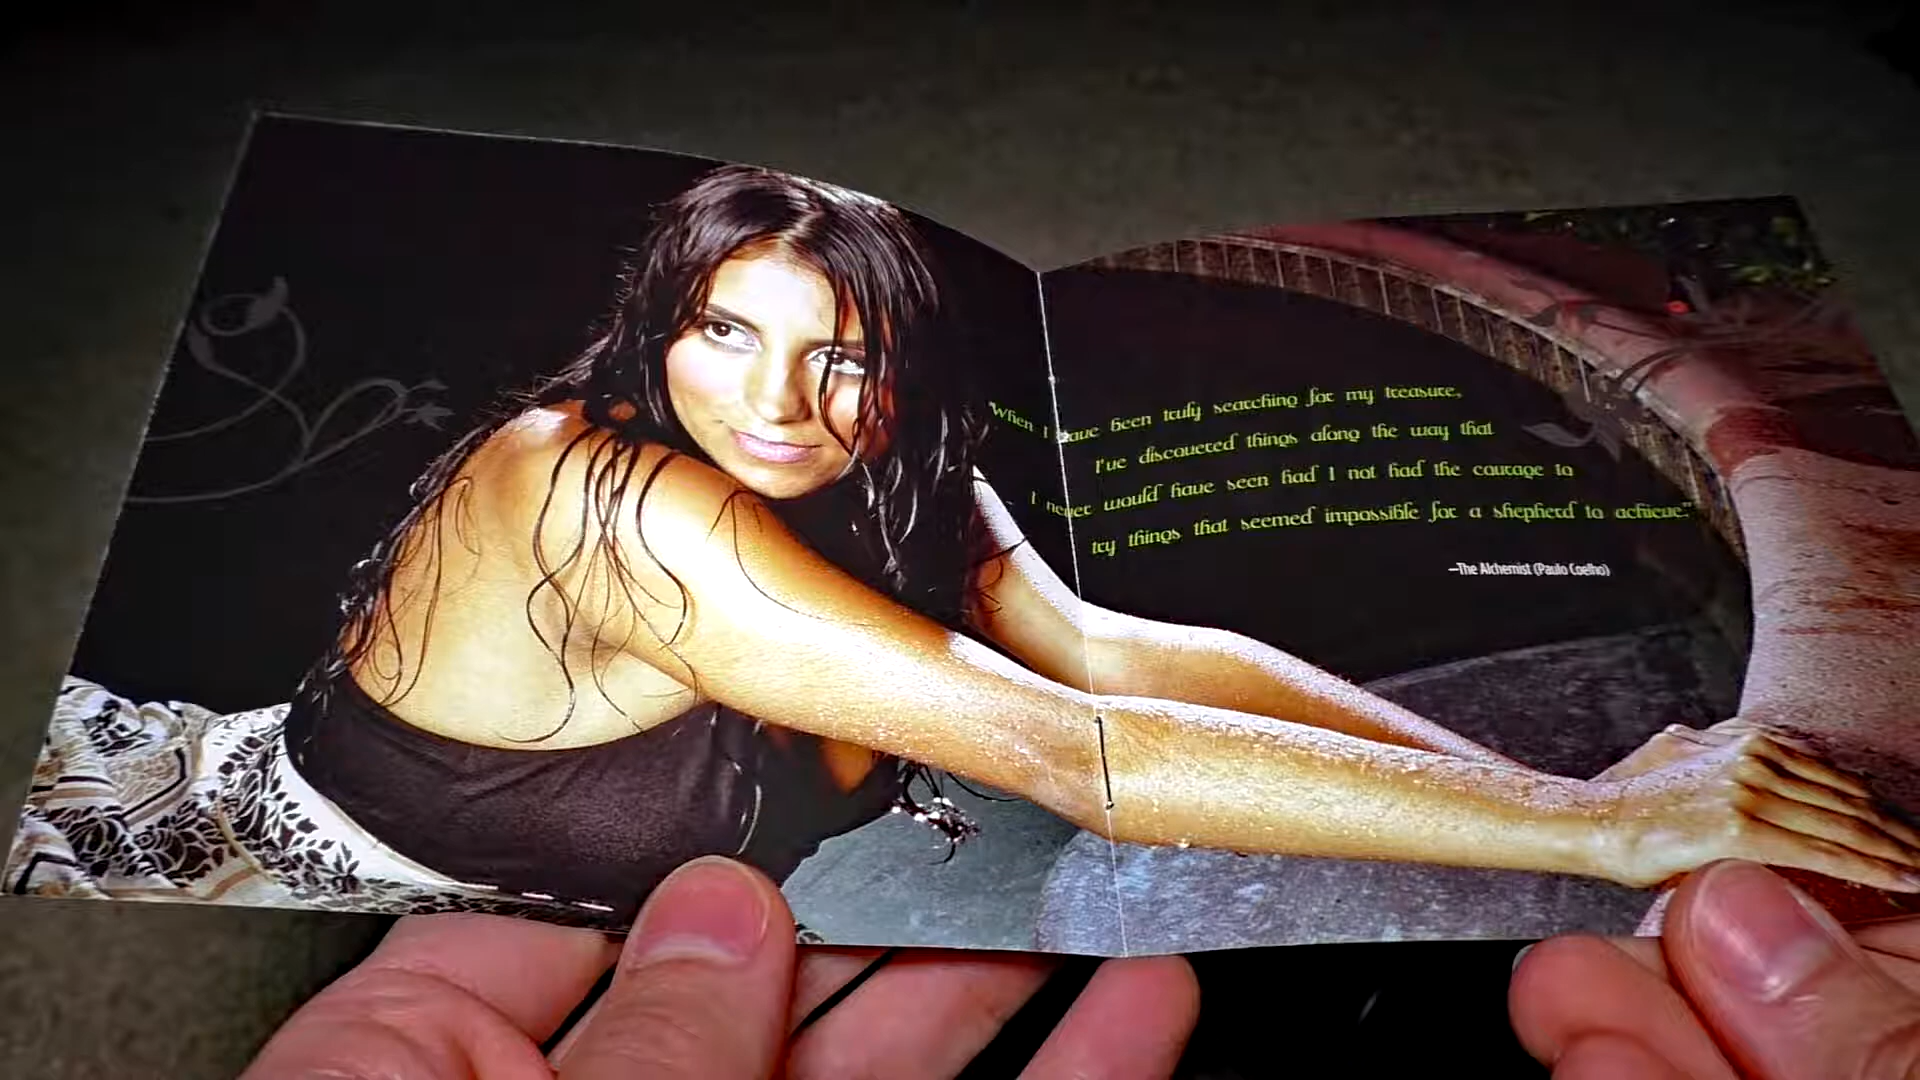 "When I have been truly searching for my treasure,
I've discovered things along the way that
I never would have seen had I not had the courage to
try things that seemed impossible for a shepherd to achieve."
–The Alchemist (Paulo Coelho)